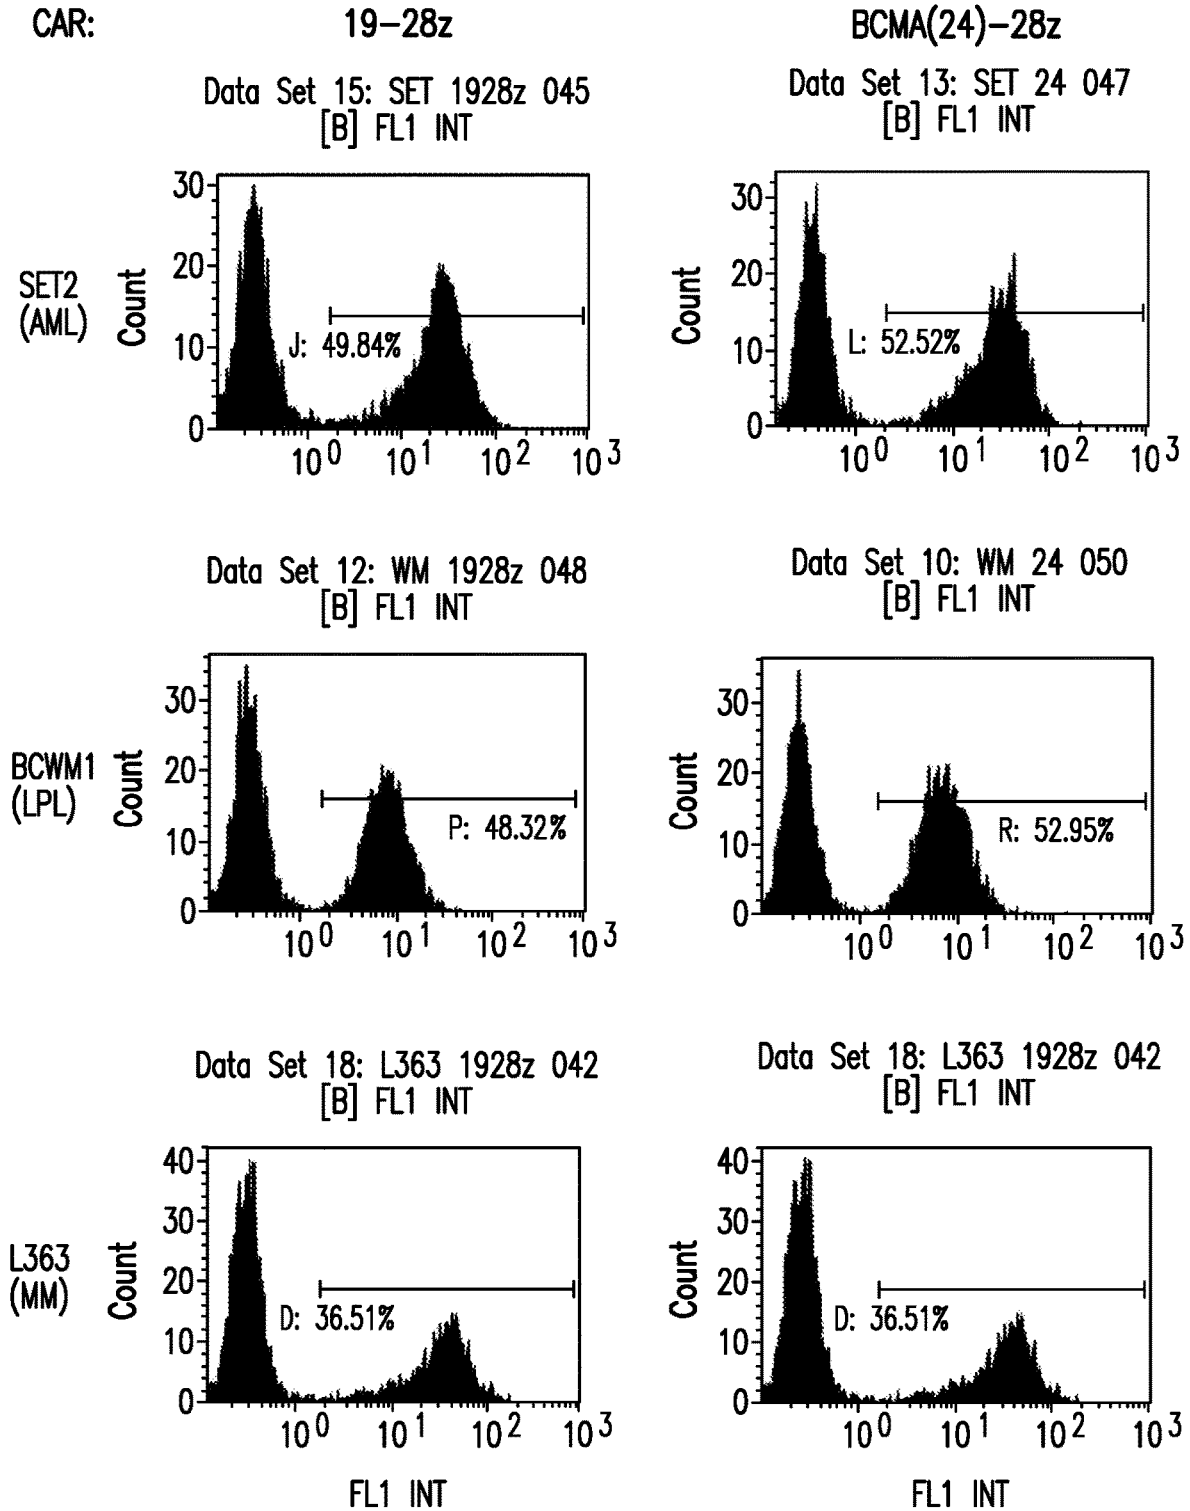 CAR: 19-28z BCMA(24)-28z
Data Set 15: SET 1928z 045
[B] FL1 INT
Data Set 13: SET 24 047
[B] FL1 INT
SET2
(AML)
Count
30
20
10
0
J: 49.84%
10^0 10^1 10^2 10^3
Count
30
20
10
0
L: 52.52%
10^0 10^1 10^2 10^3
Data Set 12: WM 1928z 048
[B] FL1 INT
Data Set 10: WM 24 050
[B] FL1 INT
BCWM1
(LPL)
Count
30
20
10
0
P: 48.32%
10^0 10^1 10^2 10^3
Count
30
20
10
0
R: 52.95%
10^0 10^1 10^2 10^3
Data Set 18: L363 1928z 042
[B] FL1 INT
Data Set 18: L363 1928z 042
[B] FL1 INT
L363
(MM)
Count
40
30
20
10
0
D: 36.51%
10^0 10^1 10^2 10^3
FL1 INT
Count
40
30
20
10
0
D: 36.51%
10^0 10^1 10^2 10^3
FL1 INT